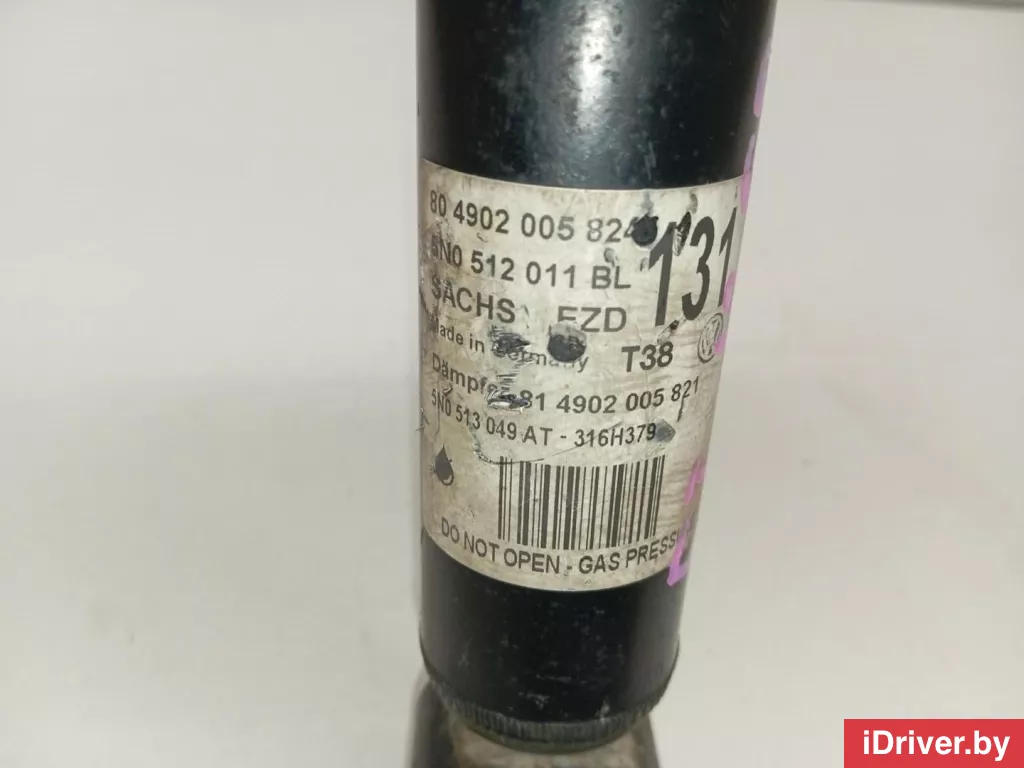 80 4902 005 824
131
5N0 512 011 BL
SACHS EZD
Made in Germany T38
Dämpfer 81 4902 005 821
5N0 513 049 AT - 316H379
DO NOT OPEN - GAS PRESS
iDriver.by